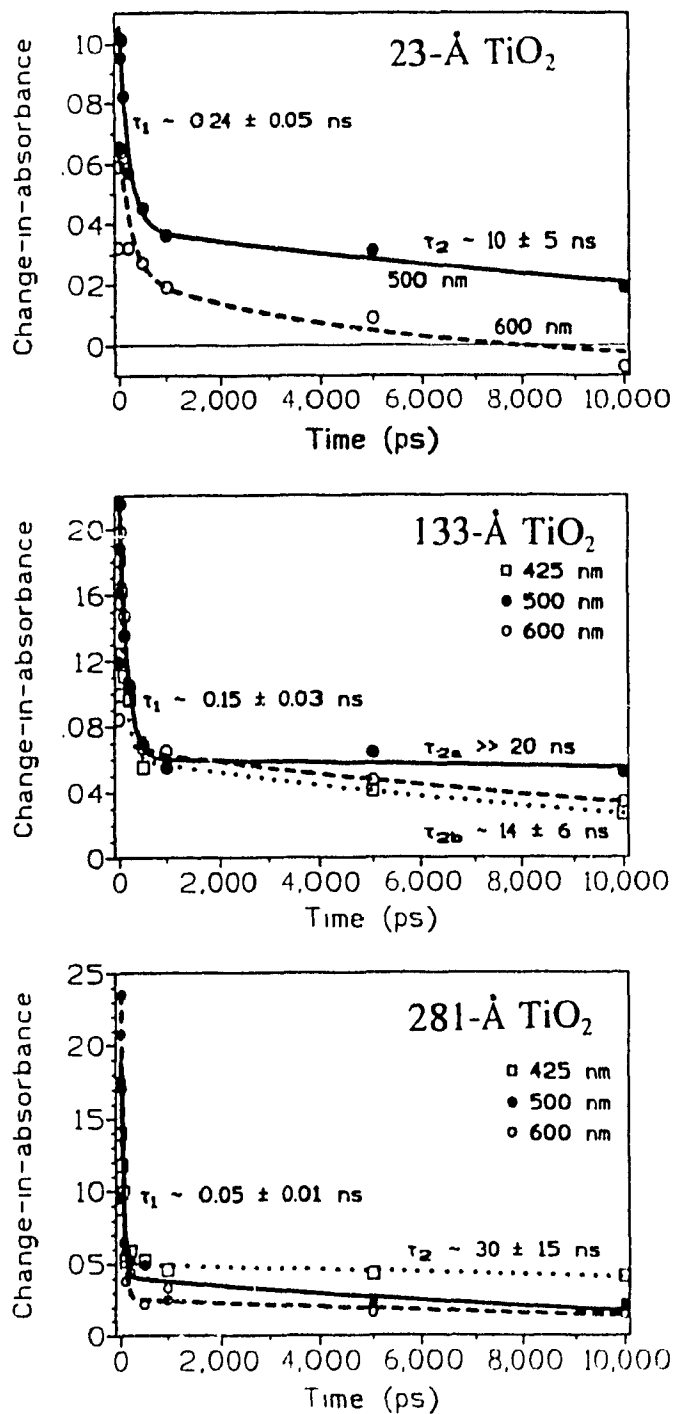 23-Å TiO₂
Change-in-absorbance
.10
.08
.06
.04
.02
0
τ₁ ~ 0.24 ± 0.05 ns
τ₂ ~ 10 ± 5 ns
500 nm
600 nm
0 2,000 4,000 6,000 8,000 10,000
Time (ps)
133-Å TiO₂
□ 425 nm
● 500 nm
○ 600 nm
Change-in-absorbance
.20
.16
.12
.08
.04
0
τ₁ ~ 0.15 ± 0.03 ns
τ₂ₐ >> 20 ns
τ₂b ~ 14 ± 6 ns
0 2,000 4,000 6,000 8,000 10,000
Time (ps)
281-Å TiO₂
□ 425 nm
● 500 nm
○ 600 nm
Change-in-absorbance
.25
.20
.15
.10
.05
0
τ₁ ~ 0.05 ± 0.01 ns
τ₂ ~ 30 ± 15 ns
0 2,000 4,000 6,000 8,000 10,000
Time (ps)